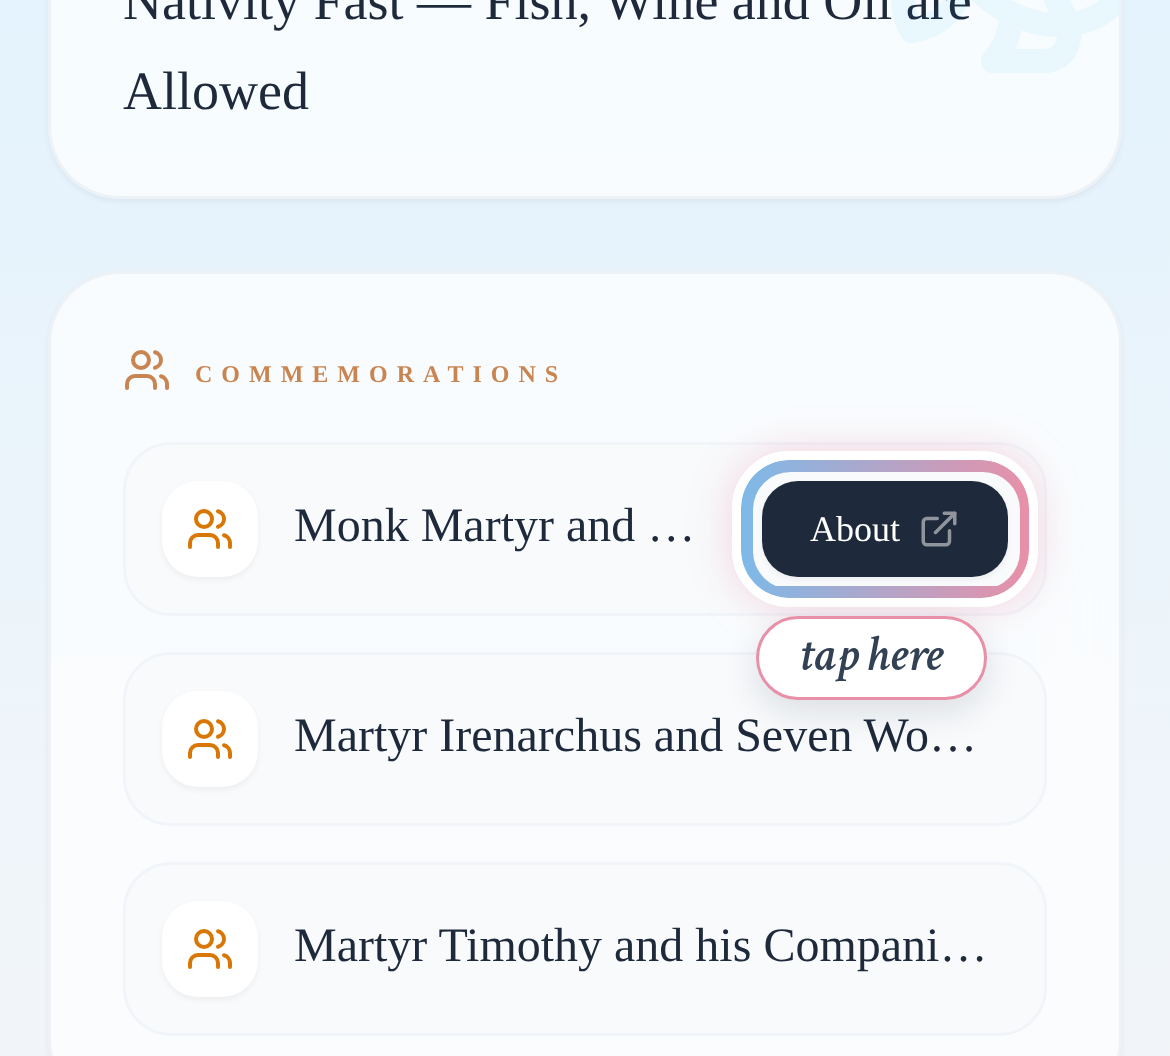 Nativity Fast — Fish, Wine and Oil are
Allowed
COMMEMORATIONS
Monk Martyr and …
About
tap here
Martyr Irenarchus and Seven Wo…
Martyr Timothy and his Compani…